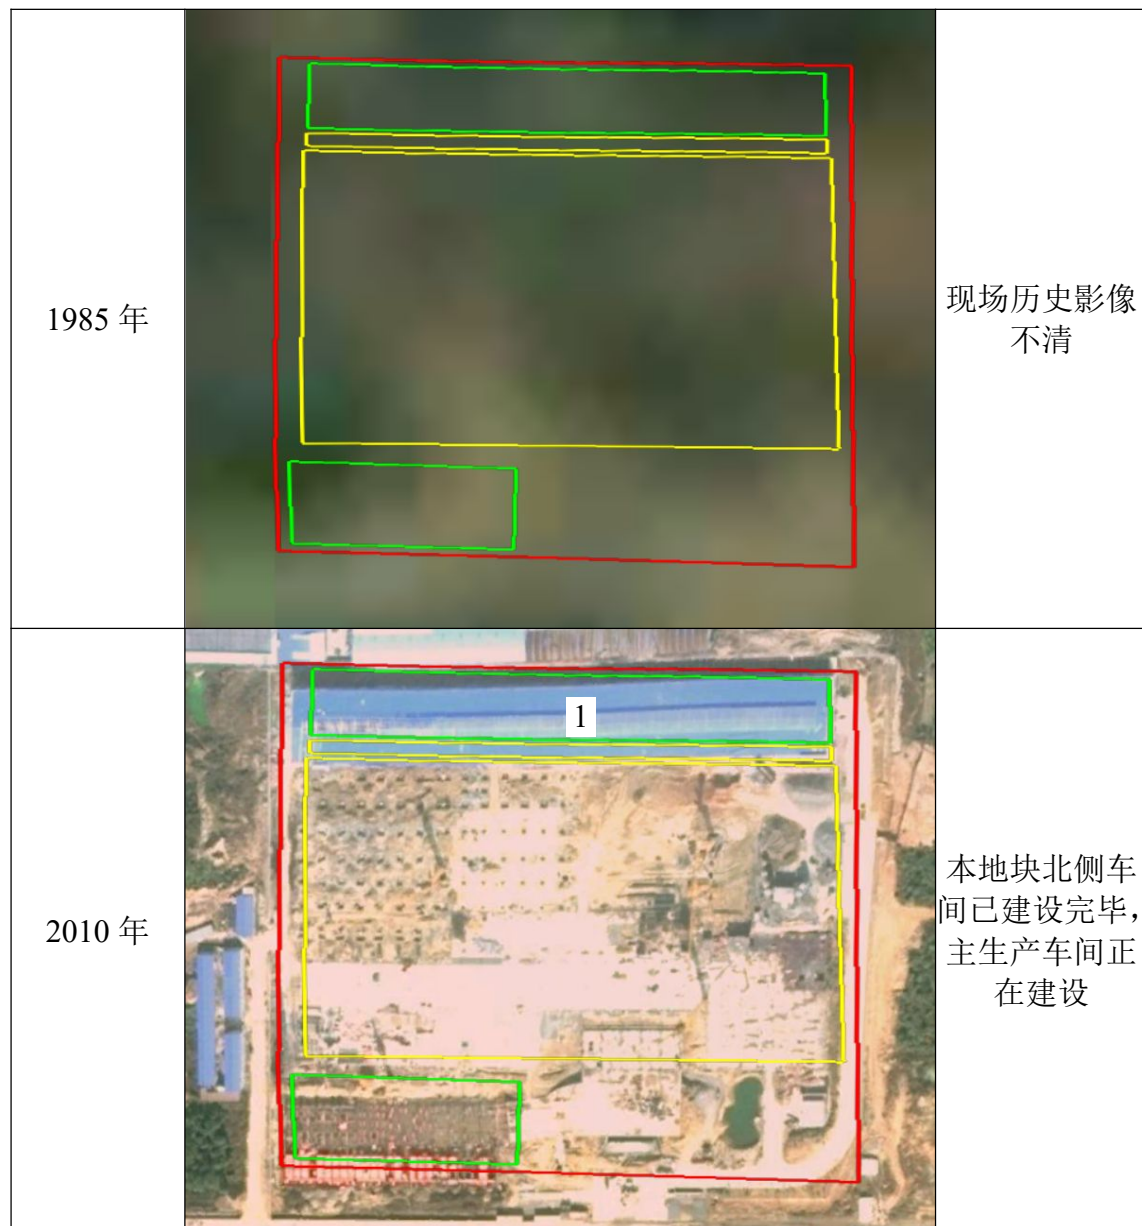 1985 年
现场历史影像
不清
1
2010 年
本地块北侧车
间已建设完毕，
主生产车间正
在建设